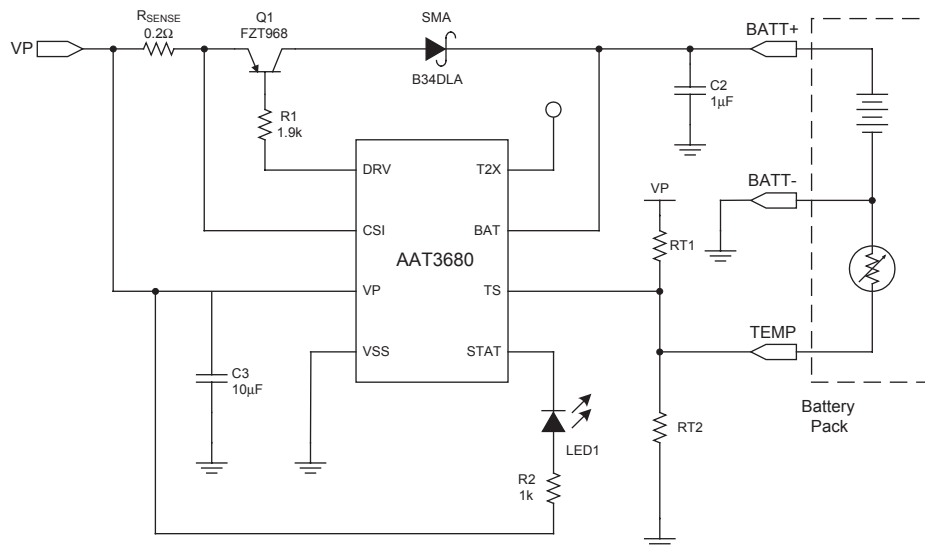 RSENSE
0.2Ω
Q1
FZT968
SMA
B34DLA
VP
BATT+
C2
1μF
R1
1.9k
DRV
T2X
BATT-
VP
CSI
BAT
RT1
AAT3680
VP
TS
TEMP
VSS
STAT
C3
10μF
Battery
Pack
LED1
RT2
R2
1k